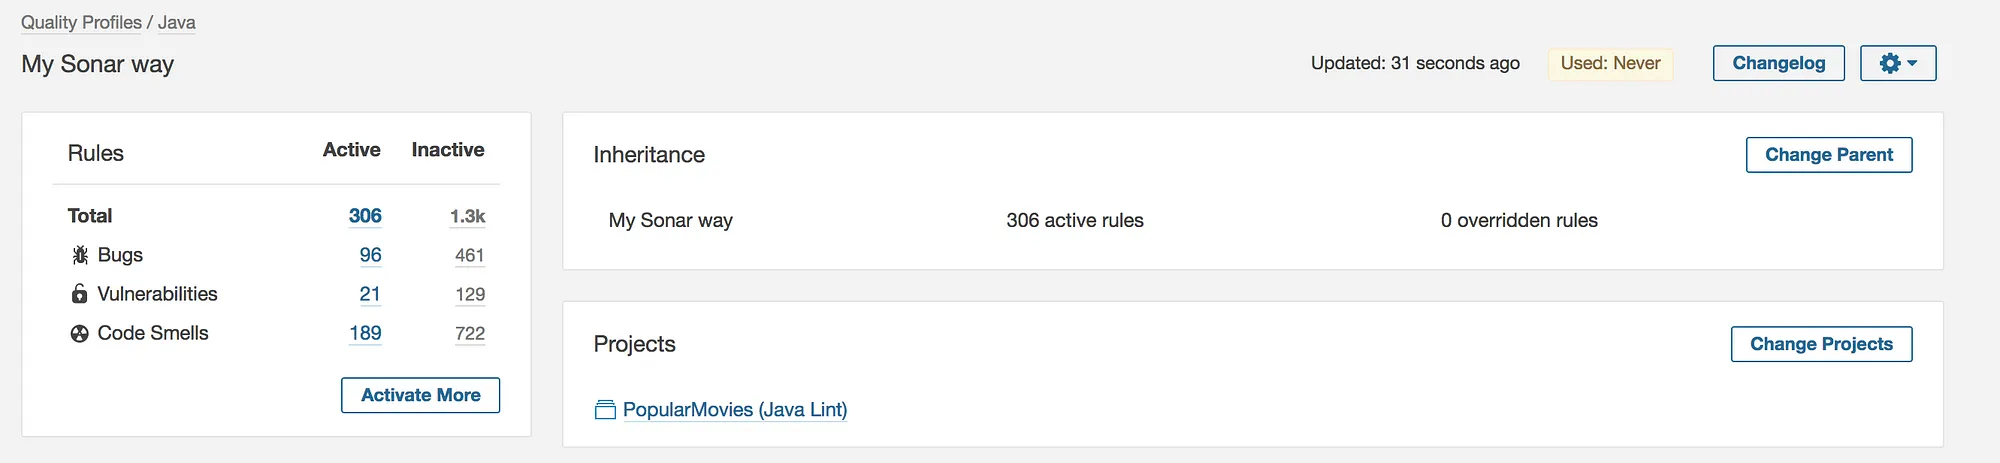 Quality Profiles / Java
My Sonar way
Updated: 31 seconds ago Used: Never Changelog
Rules Active Inactive
Total 306 1.3k
Bugs 96 461
Vulnerabilities 21 129
Code Smells 189 722
Activate More
Inheritance Change Parent
My Sonar way 306 active rules 0 overridden rules
Projects Change Projects
PopularMovies (Java Lint)